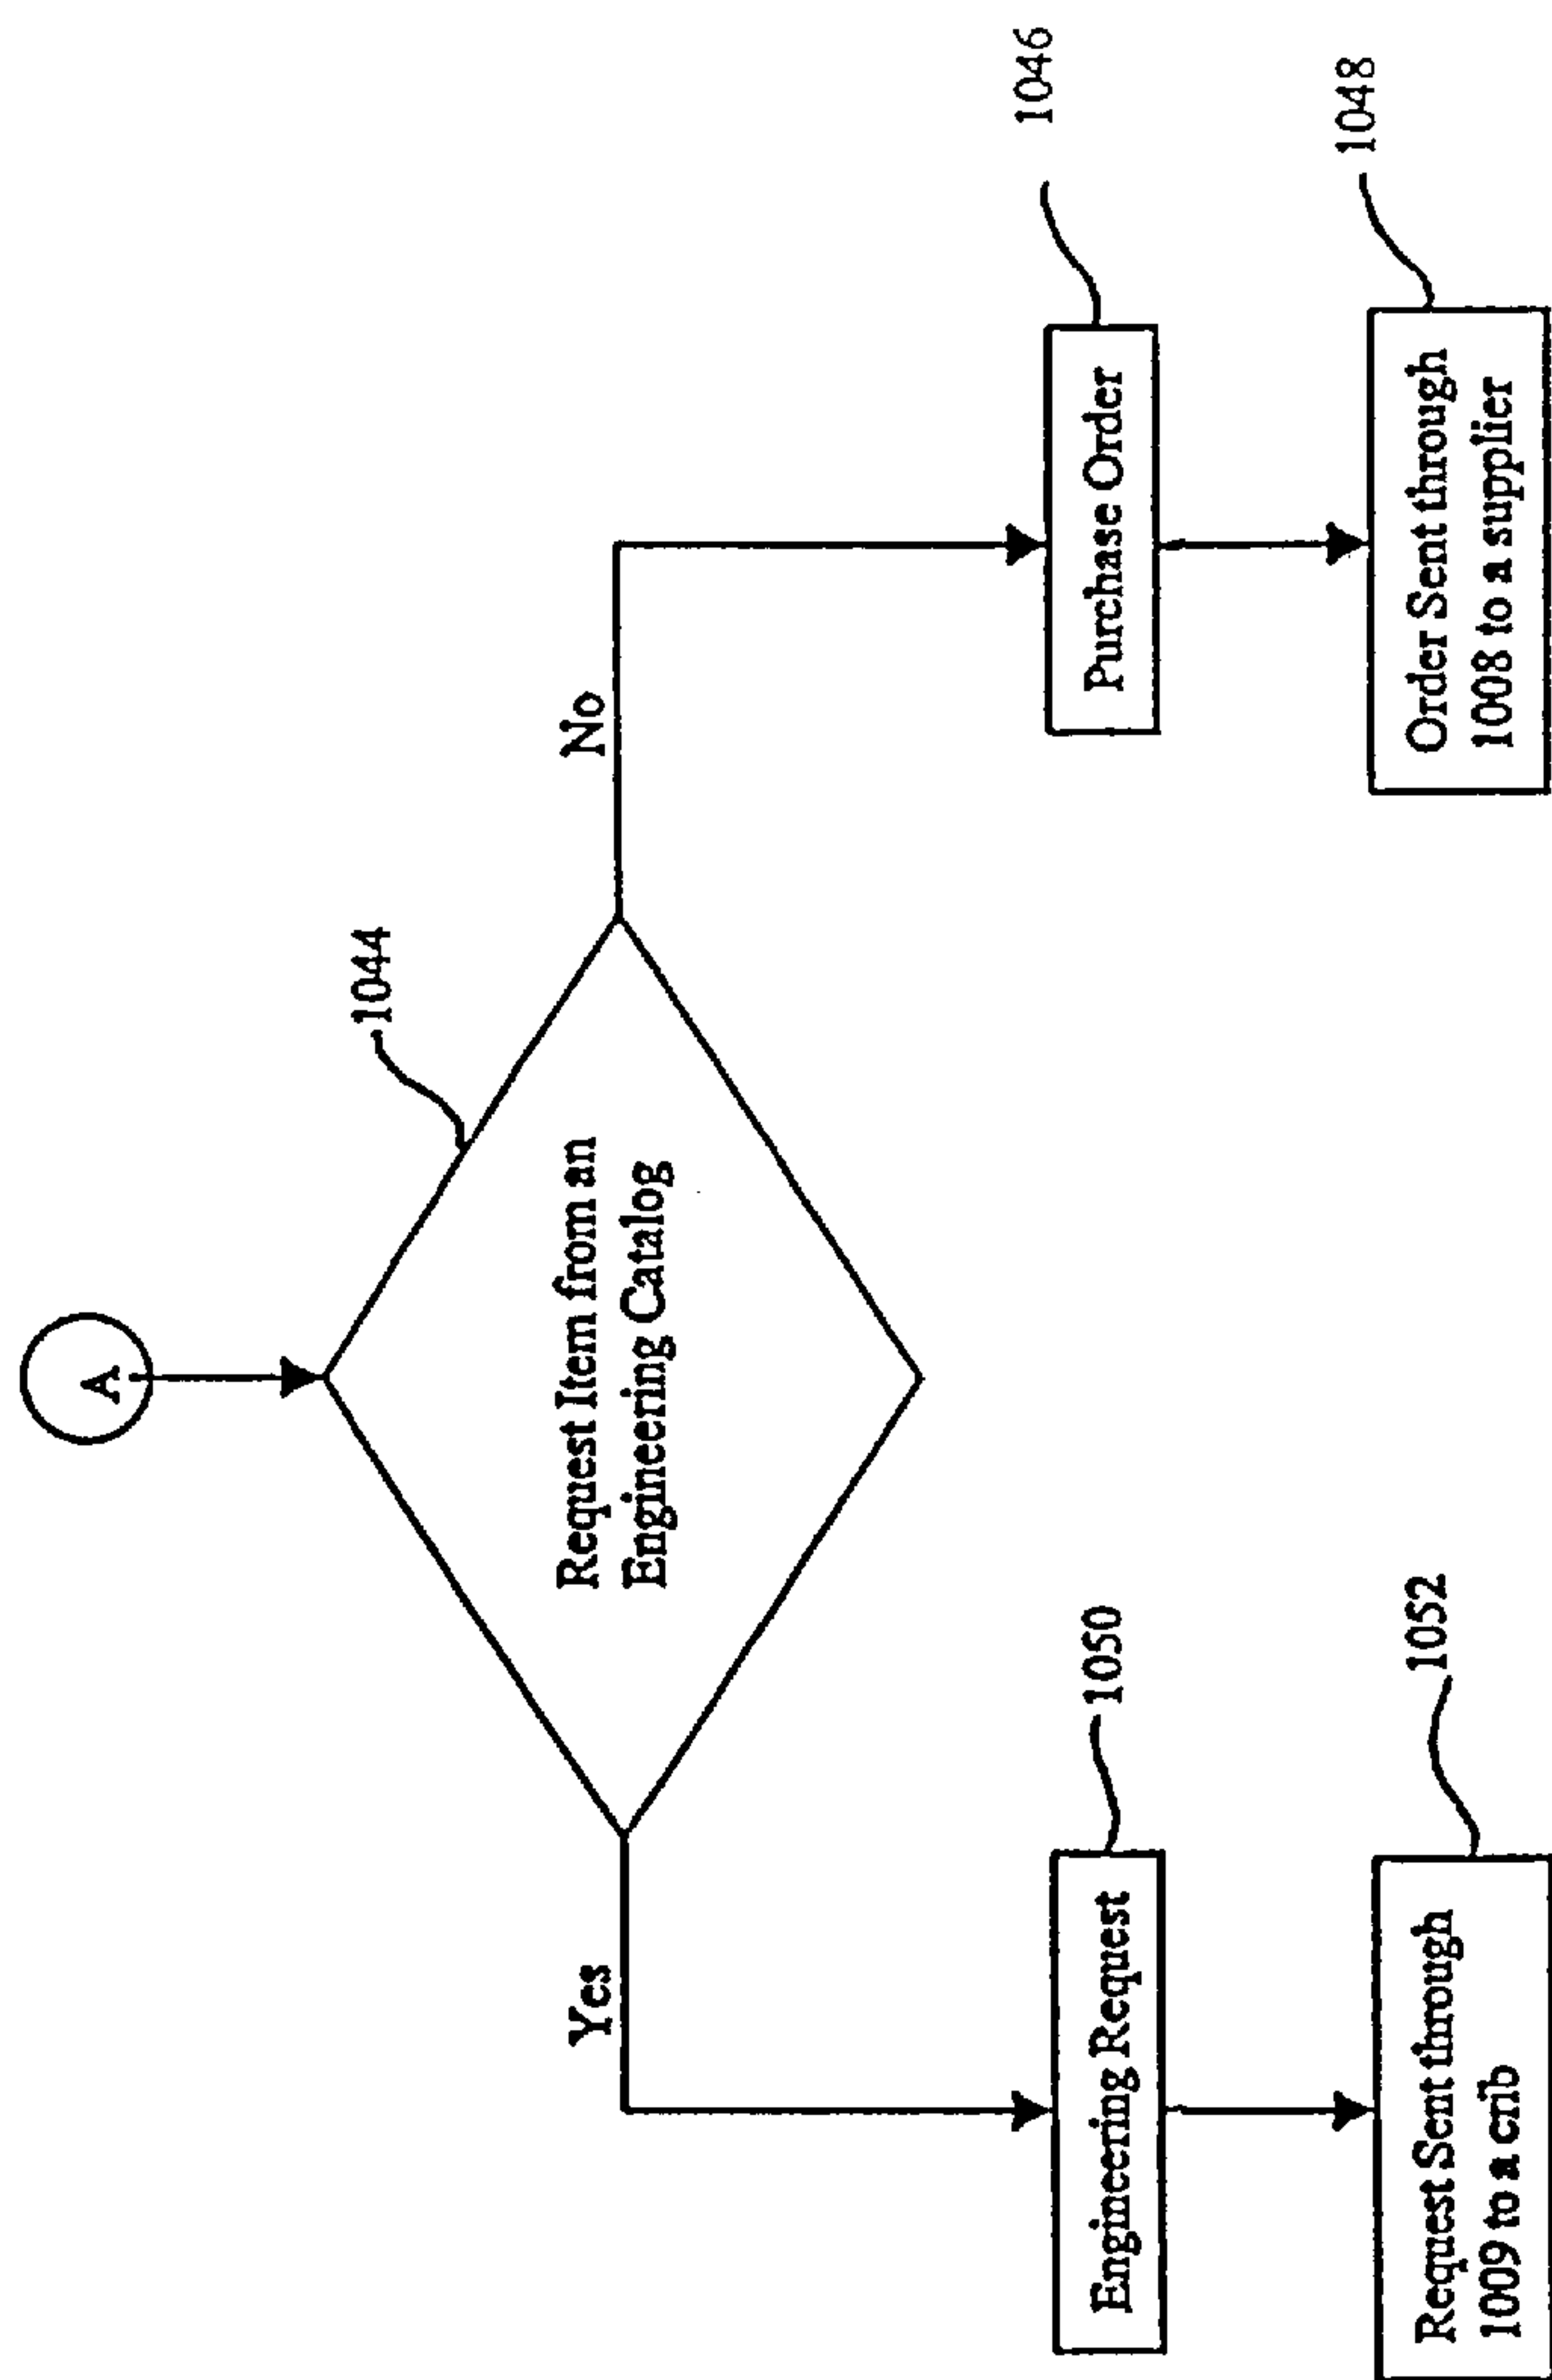 A
1044
Request Item from an
Engineering Catalog
Yes
No
1050
Engineering Request
1046
Purchase Order
1052
Request Sent through
1009 to a crib
1048
Order Sent through
1008 to a supplier